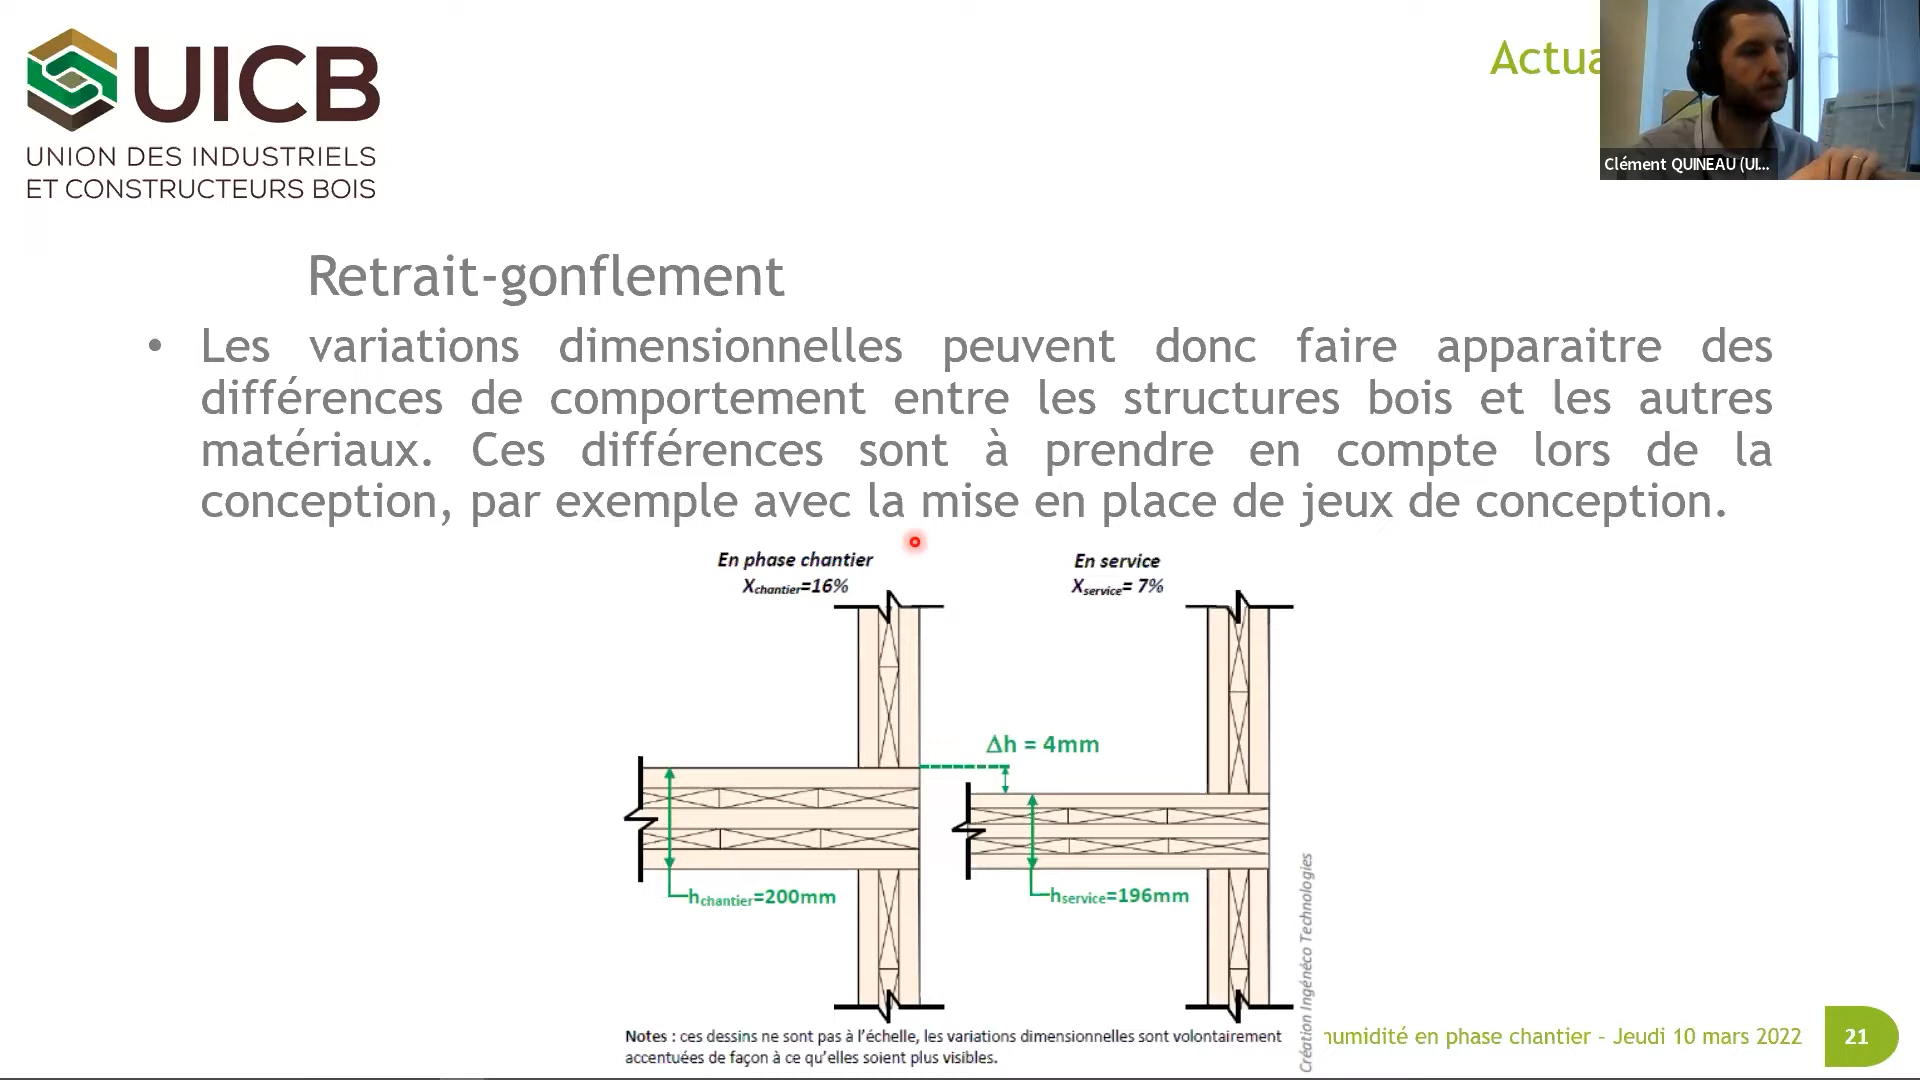 UICB
UNION DES INDUSTRIELS
ET CONSTRUCTEURS BOIS
Clément QUINEAU (UI...
Retrait-gonflement
• Les variations dimensionnelles peuvent donc faire apparaitre des
différences de comportement entre les structures bois et les autres
matériaux. Ces différences sont à prendre en compte lors de la
conception, par exemple avec la mise en place de jeux de conception.
En phase chantier
Xchantier=16%
En service
Xservice= 7%
Δh = 4mm
hchantier=200mm
hservice=196mm
Création Ingénéco Technologies
Notes : ces dessins ne sont pas à l'échelle, les variations dimensionnelles sont volontairement
accentuées de façon à ce qu'elles soient plus visibles.
humidité en phase chantier - Jeudi 10 mars 2022
21